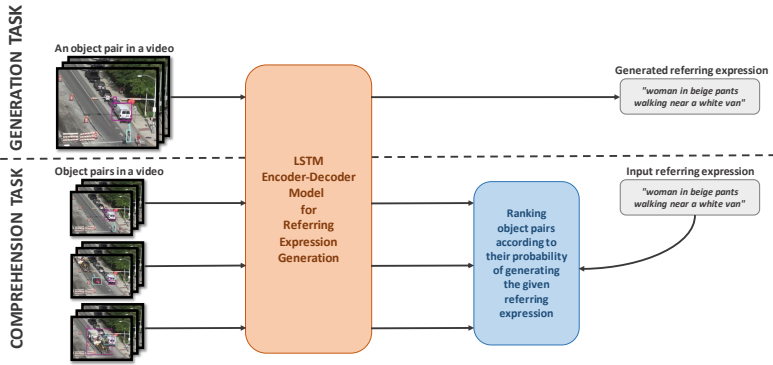 GENERATION TASK
An object pair in a video
Generated referring expression
"woman in beige pants
walking near a white van"
LSTM
Encoder-Decoder
Model
for
Referring
Expression
Generation
COMPREHENSION TASK
Object pairs in a video
Input referring expression
"woman in beige pants
walking near a white van"
Ranking
object pairs
according to
their probability
of generating
the given
referring
expression